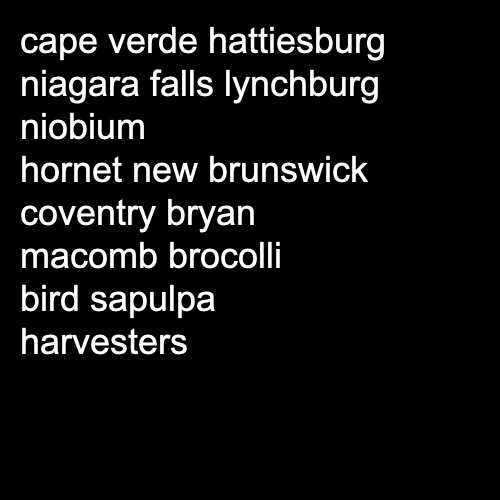 cape verde hattiesburg
niagara falls lynchburg
niobium
hornet new brunswick
coventry bryan
macomb brocolli
bird sapulpa
harvesters